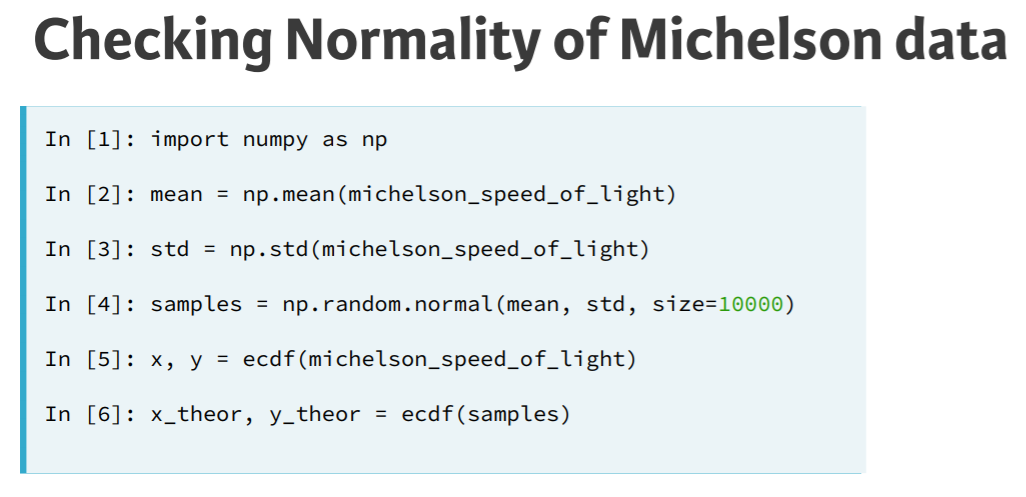 Checking Normality of Michelson data
In [1]: import numpy as np
In [2]: mean = np.mean(michelson_speed_of_light)
In [3]: std = np.std(michelson_speed_of_light)
In [4]: samples = np.random.normal(mean, std, size=10000)
In [5]: x, y = ecdf(michelson_speed_of_light)
In [6]: x_theor, y_theor = ecdf(samples)